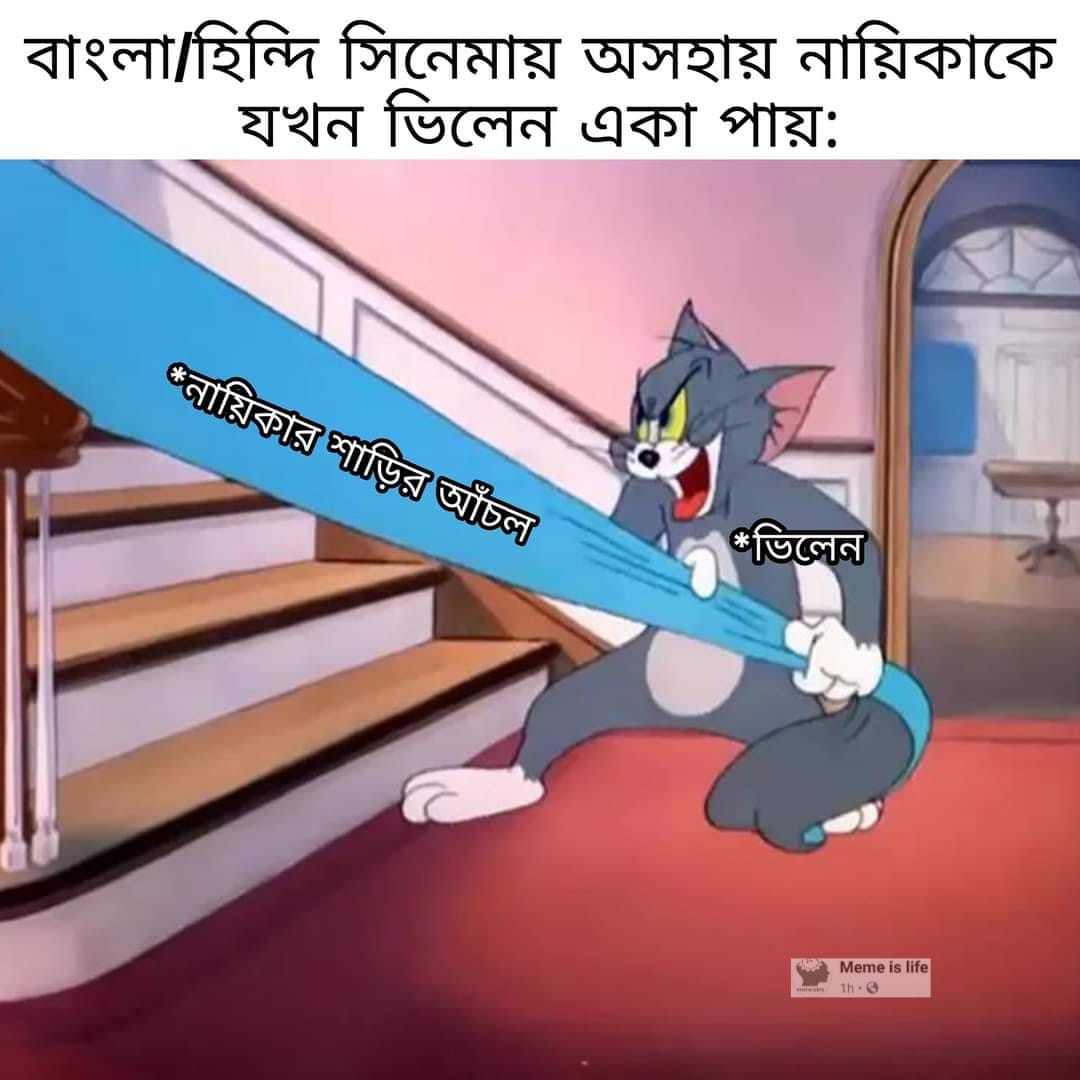 বাংলা/হিন্দি সিনেমায় অসহায় নায়িকাকে
যখন ভিলেন একা পায়:
*নায়িকার শাড়ির আঁচল
*ভিলেন
Meme is life
1h